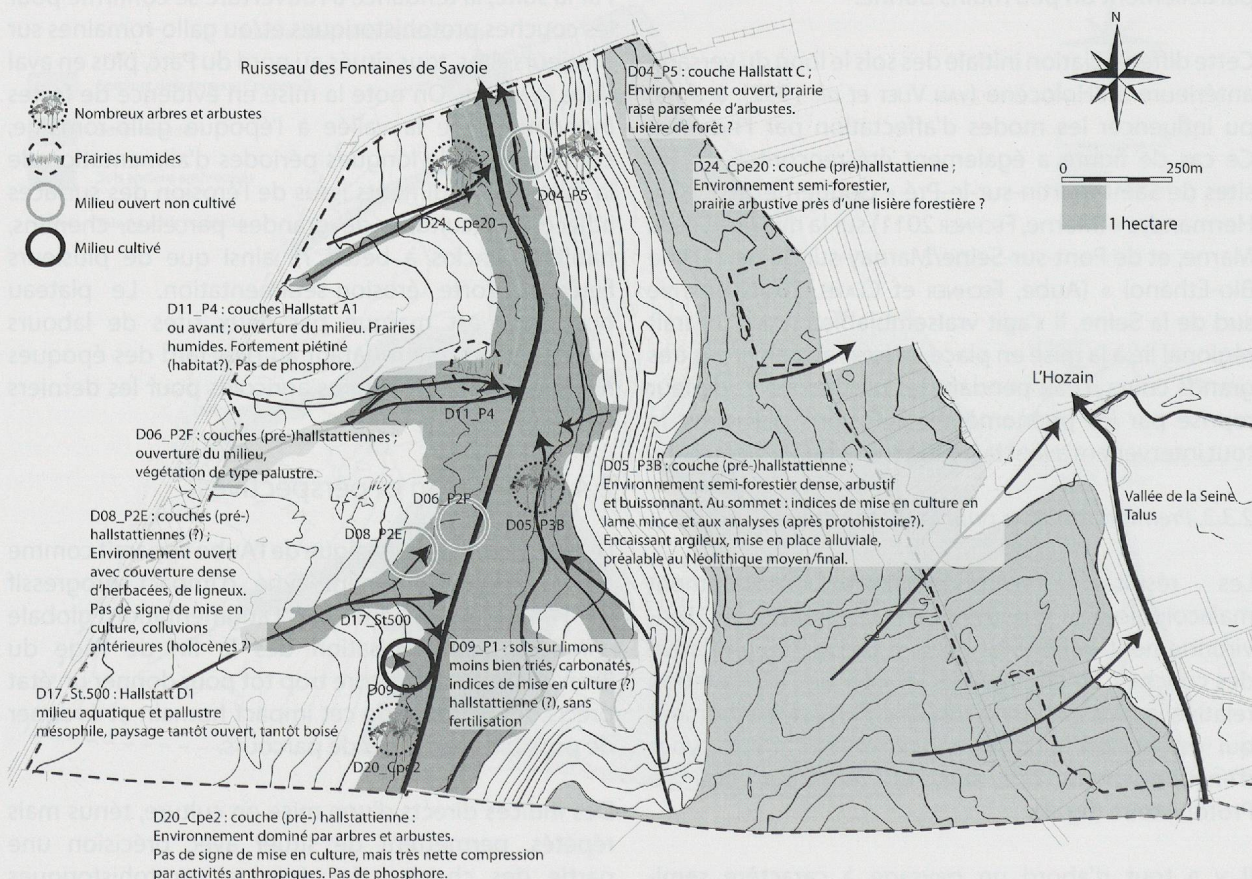 Ruisseau des Fontaines de Savoie
Nombreux arbres et arbustes
Prairies humides
Milieu ouvert non cultivé
Milieu cultivé
D04_P5 : couche Hallstatt C ;
Environnement ouvert, prairie
parsemée d'arbustes.
Lisière de forêt ?
N
0
250m
1 hectare
D24_Cpe20 : couche (pré)hallstattienne ;
Environnement semi-forestier,
prairie arbustive près d'une lisière forestière ?
D04_P5
D24_Cpe20
D11_P4 : couches Hallstatt A1
ou avant ; ouverture du milieu. Prairies
humides. Fortement piétiné
(habitat?). Pas de phosphore.
D11_P4
L'Hozain
D06_P2F : couches (pré-)hallstattiennes ;
ouverture du milieu,
végétation de type palustre.
D05_P3B : couche (pré-)hallstattienne ;
Environnement semi-forestier dense, arbustif
et buissonnant. Au sommet : indices de mise en culture en
lame mince et aux analyses (après protohistoire?).
Encaissant argileux, mise en place alluviale,
préalable au Néolithique moyen/final.
Vallée de la Seine
Talus
D06_P2F
D05_P3B
D08_P2E
D08_P2E : couches (pré-)
hallstattiennes (?) ;
Environnement ouvert
avec couverture dense
d'herbacées, de ligneux.
Pas de signe de mise en
culture, colluvions
antérieures (holocènes ?)
D17_St500
D09_P1 : sols sur limons
moins bien triés, carbonatés,
indices de mise en culture (?)
hallstattienne (?), sans
fertilisation
D09_P1
D17_St.500 : Hallstatt D1
milieu aquatique et pallustre
mésophile, paysage tantôt ouvert, tantôt boisé
D20_Cpe2
D20_Cpe2 : couche (pré-) hallstattienne :
Environnement dominé par arbres et arbustes.
Pas de signe de mise en culture, mais très nette compression
par activités anthropiques. Pas de phosphore.